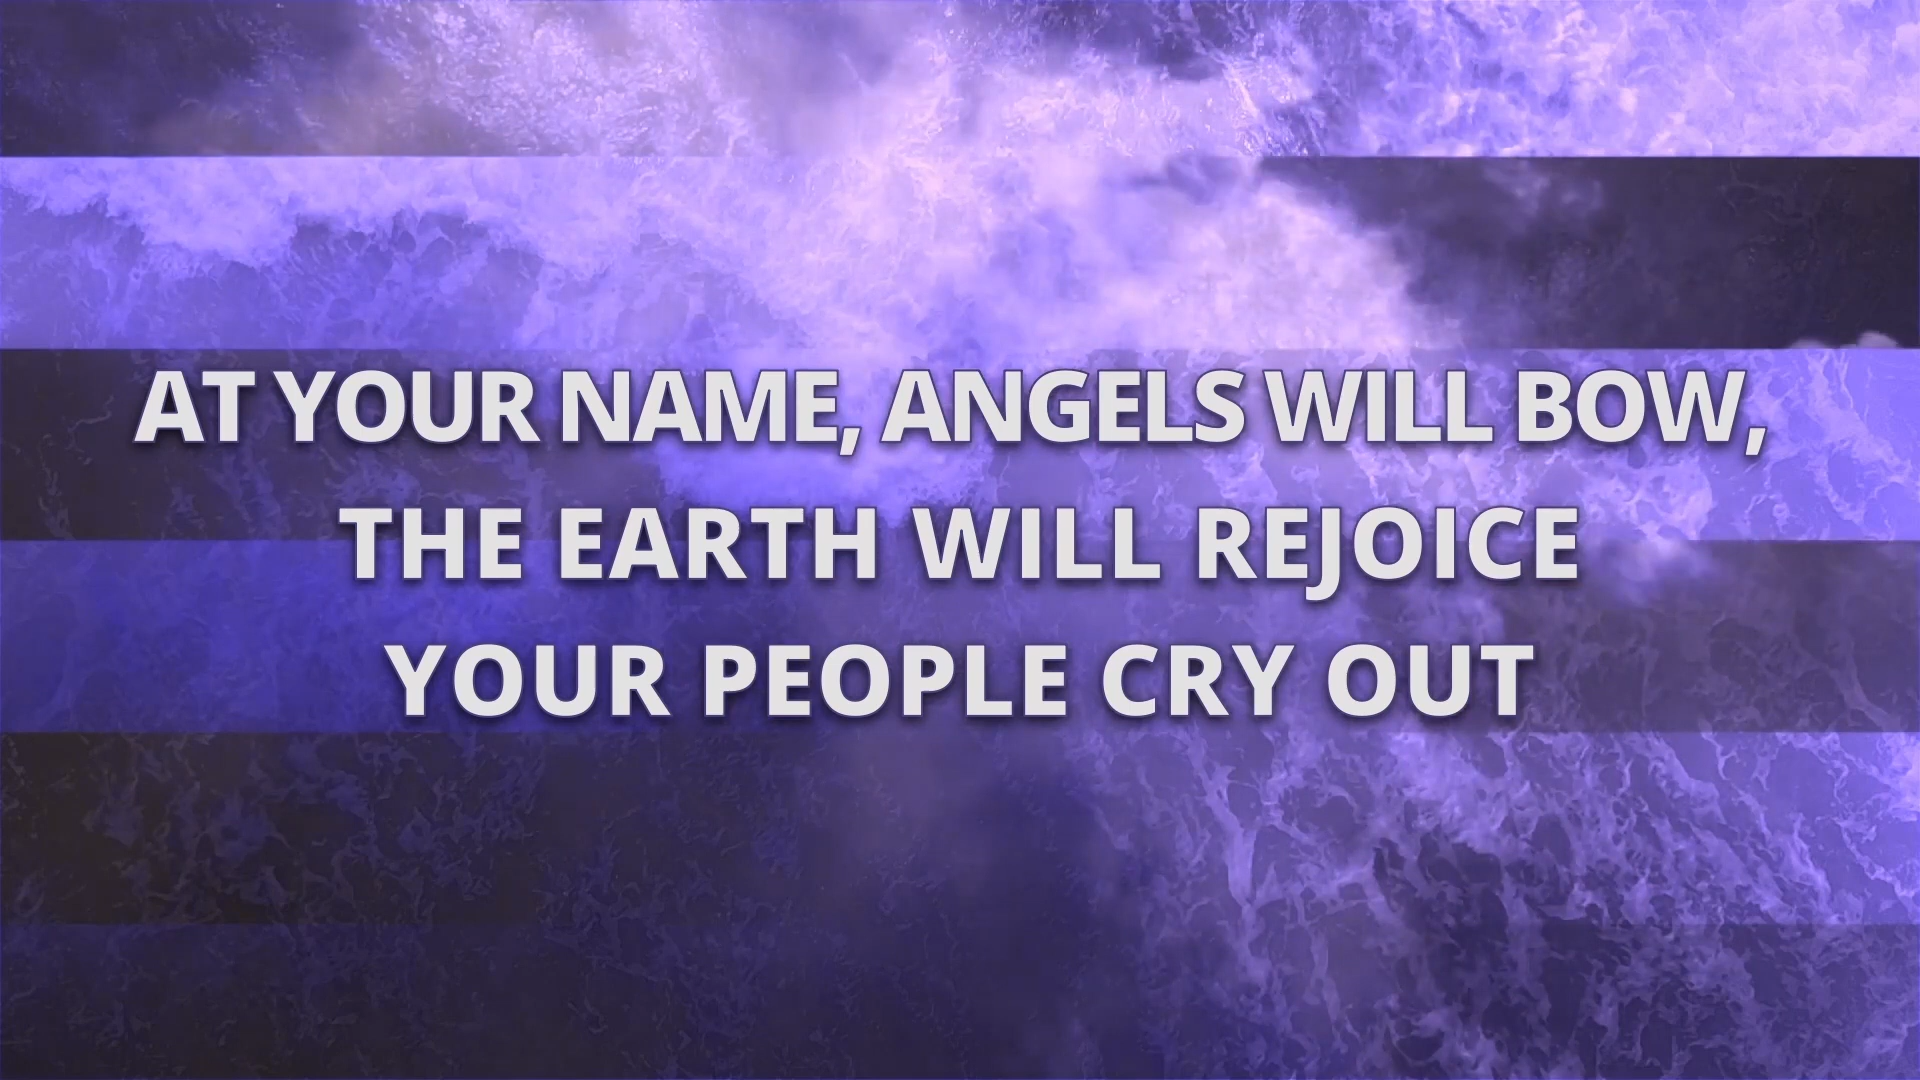 AT YOUR NAME, ANGELS WILL BOW,
THE EARTH WILL REJOICE
YOUR PEOPLE CRY OUT